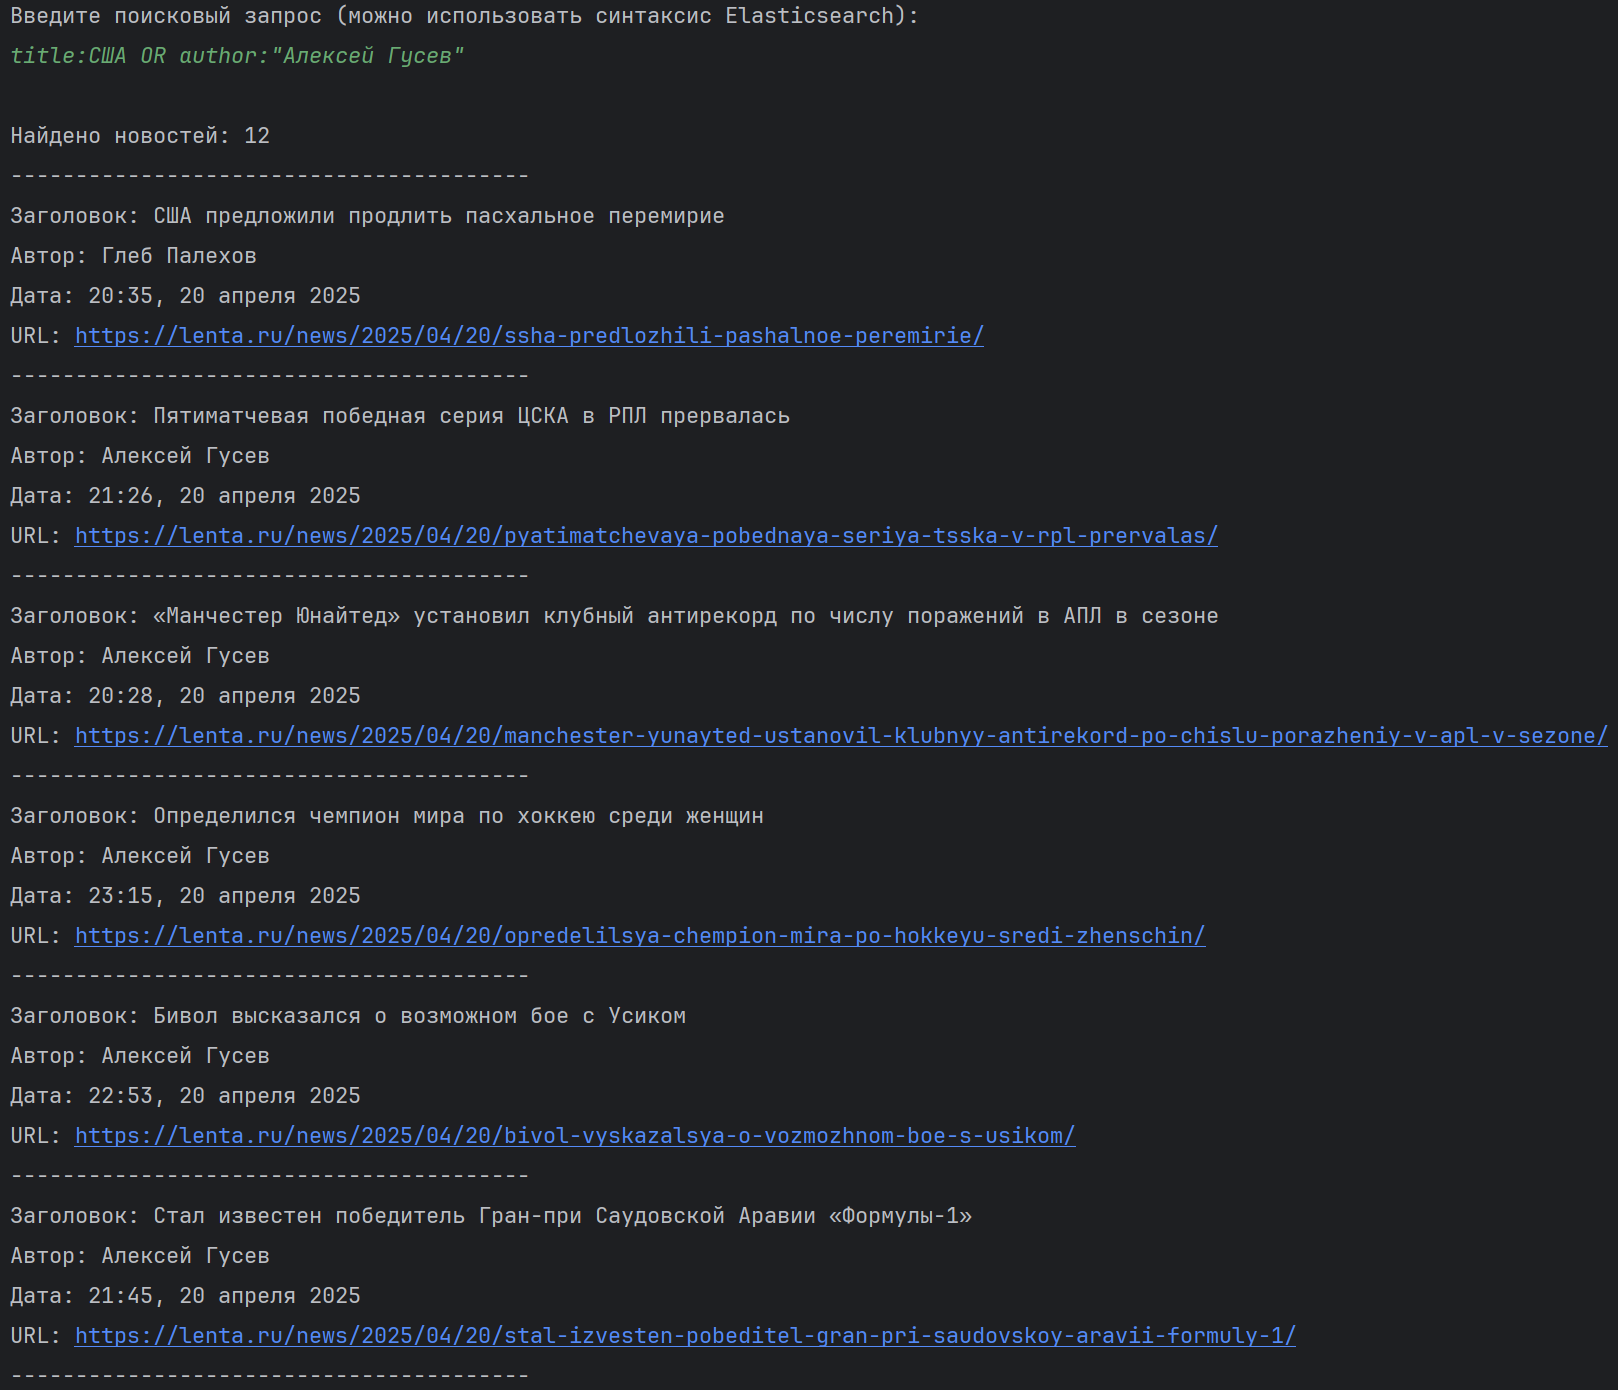 Введите поисковый запрос (можно использовать синтаксис Elasticsearch):
title:США OR author:"Алексей Гусев"
Найдено новостей: 12
----------------------------------------
Заголовок: США предложили продлить пасхальное перемирие
Автор: Глеб Палехов
Дата: 20:35, 20 апреля 2025
URL: https://lenta.ru/news/2025/04/20/ssha-predlozhili-pashalnoe-peremirie/
----------------------------------------
Заголовок: Пятиматчевая победная серия ЦСКА в РПЛ прервалась
Автор: Алексей Гусев
Дата: 21:26, 20 апреля 2025
URL: https://lenta.ru/news/2025/04/20/pyatimatchevaya-pobednaya-seriya-tsska-v-rpl-prervalas/
----------------------------------------
Заголовок: «Манчестер Юнайтед» установил клубный антирекорд по числу поражений в АПЛ в сезоне
Автор: Алексей Гусев
Дата: 20:28, 20 апреля 2025
URL: https://lenta.ru/news/2025/04/20/manchester-yunayted-ustanovil-klubnyy-antirekord-po-chislu-porazheniy-v-apl-v-sezone/
----------------------------------------
Заголовок: Определился чемпион мира по хоккею среди женщин
Автор: Алексей Гусев
Дата: 23:15, 20 апреля 2025
URL: https://lenta.ru/news/2025/04/20/opredelilsya-chempion-mira-po-hokkeyu-sredi-zhenschin/
----------------------------------------
Заголовок: Бивол высказался о возможном бое с Усиком
Автор: Алексей Гусев
Дата: 22:53, 20 апреля 2025
URL: https://lenta.ru/news/2025/04/20/bivol-vyskazalsya-o-vozmozhnom-boe-s-usikom/
----------------------------------------
Заголовок: Стал известен победитель Гран-при Саудовской Аравии «Формулы-1»
Автор: Алексей Гусев
Дата: 21:45, 20 апреля 2025
URL: https://lenta.ru/news/2025/04/20/stal-izvesten-pobeditel-gran-pri-saudovskoy-aravii-formuly-1/
----------------------------------------